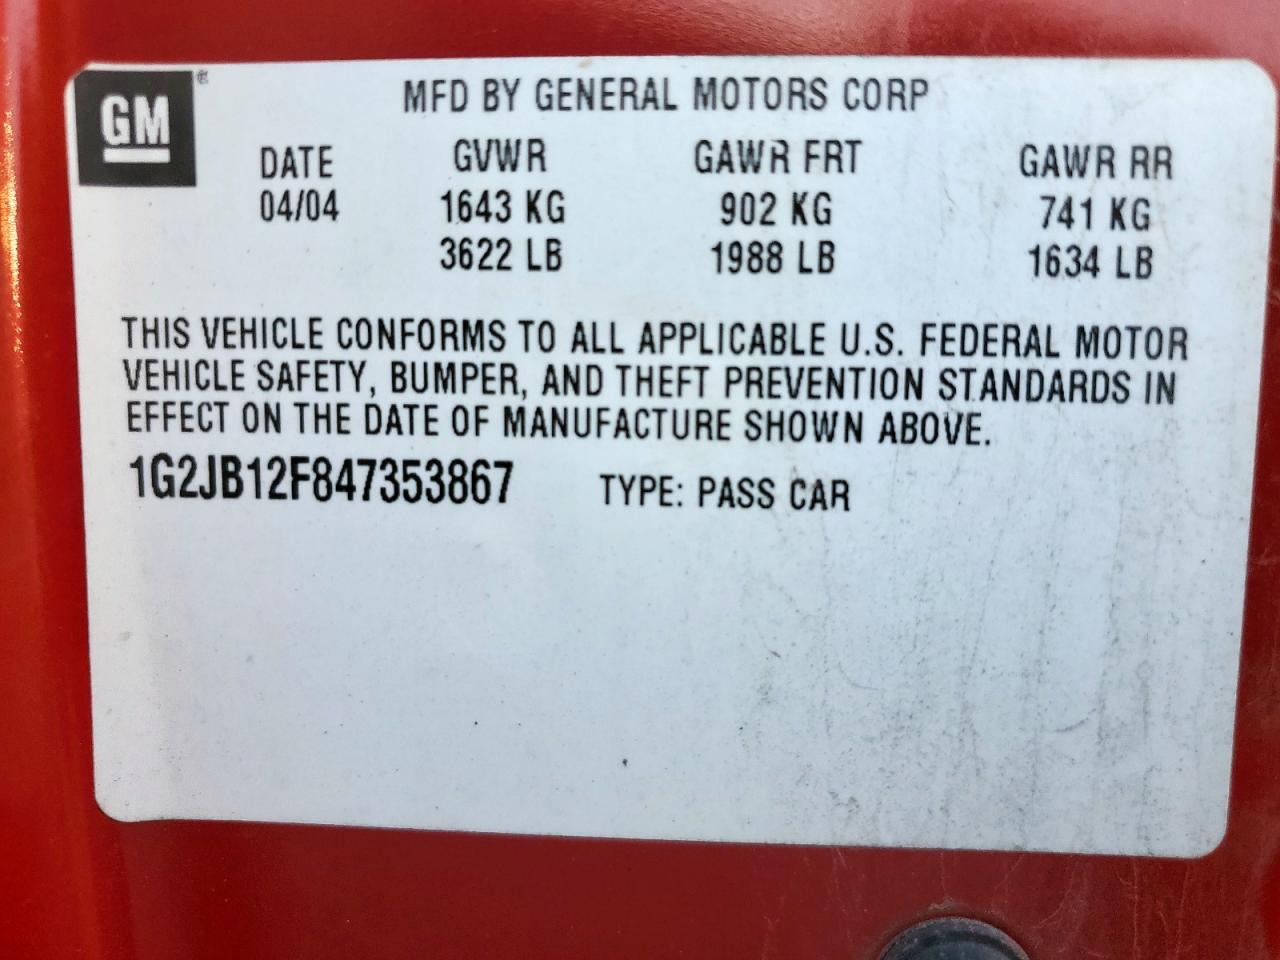 GM ®
MFD BY GENERAL MOTORS CORP
DATE GVWR GAWR FRT GAWR RR
04/04 1643 KG 902 KG 741 KG
3622 LB 1988 LB 1634 LB
THIS VEHICLE CONFORMS TO ALL APPLICABLE U.S. FEDERAL MOTOR
VEHICLE SAFETY, BUMPER, AND THEFT PREVENTION STANDARDS IN
EFFECT ON THE DATE OF MANUFACTURE SHOWN ABOVE.
1G2JB12F847353867 TYPE: PASS CAR